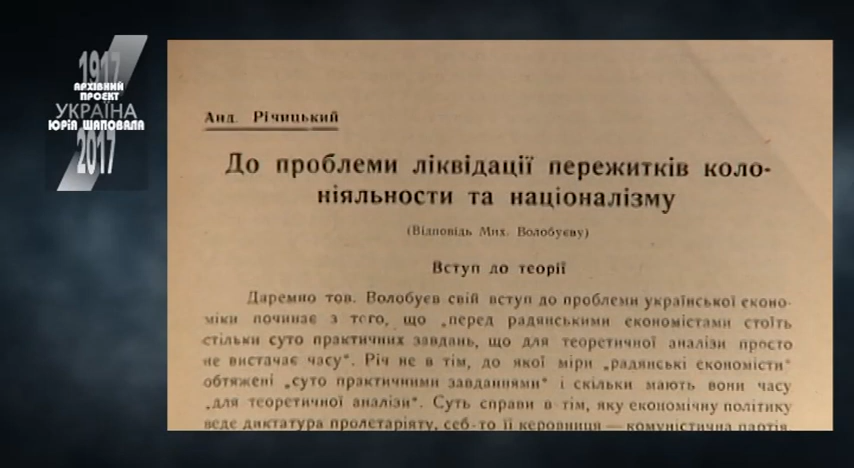 1917
АРХІВНИЙ
ПРОЕКТ
УКРАЇНА
ЮРІЯ ШАПОВАЛА
2017
Анд. Річицький
До проблеми ліквідації пережитків коло-
ніяльности та націоналізму
(Відповідь Мих. Волобуєву)
Вступ до теорії
Даремно тов. Волобуєв свій вступ до проблеми української еконо-
міки починає з того, що „перед радянськими економістами стоїть
стільки суто практичних завдань, що для теоретичної аналізи просто
не вистачає часу". Річ не в тім, до якої міри „радянські економісти"
обтяжені „суто практичними завданнями" і скільки мають вони часу
„для теоретичної аналізи". Суть справи в тім, яку економічну політику
веде диктатура пролетаріяту, себ-то її керовниця — комуністична партія,